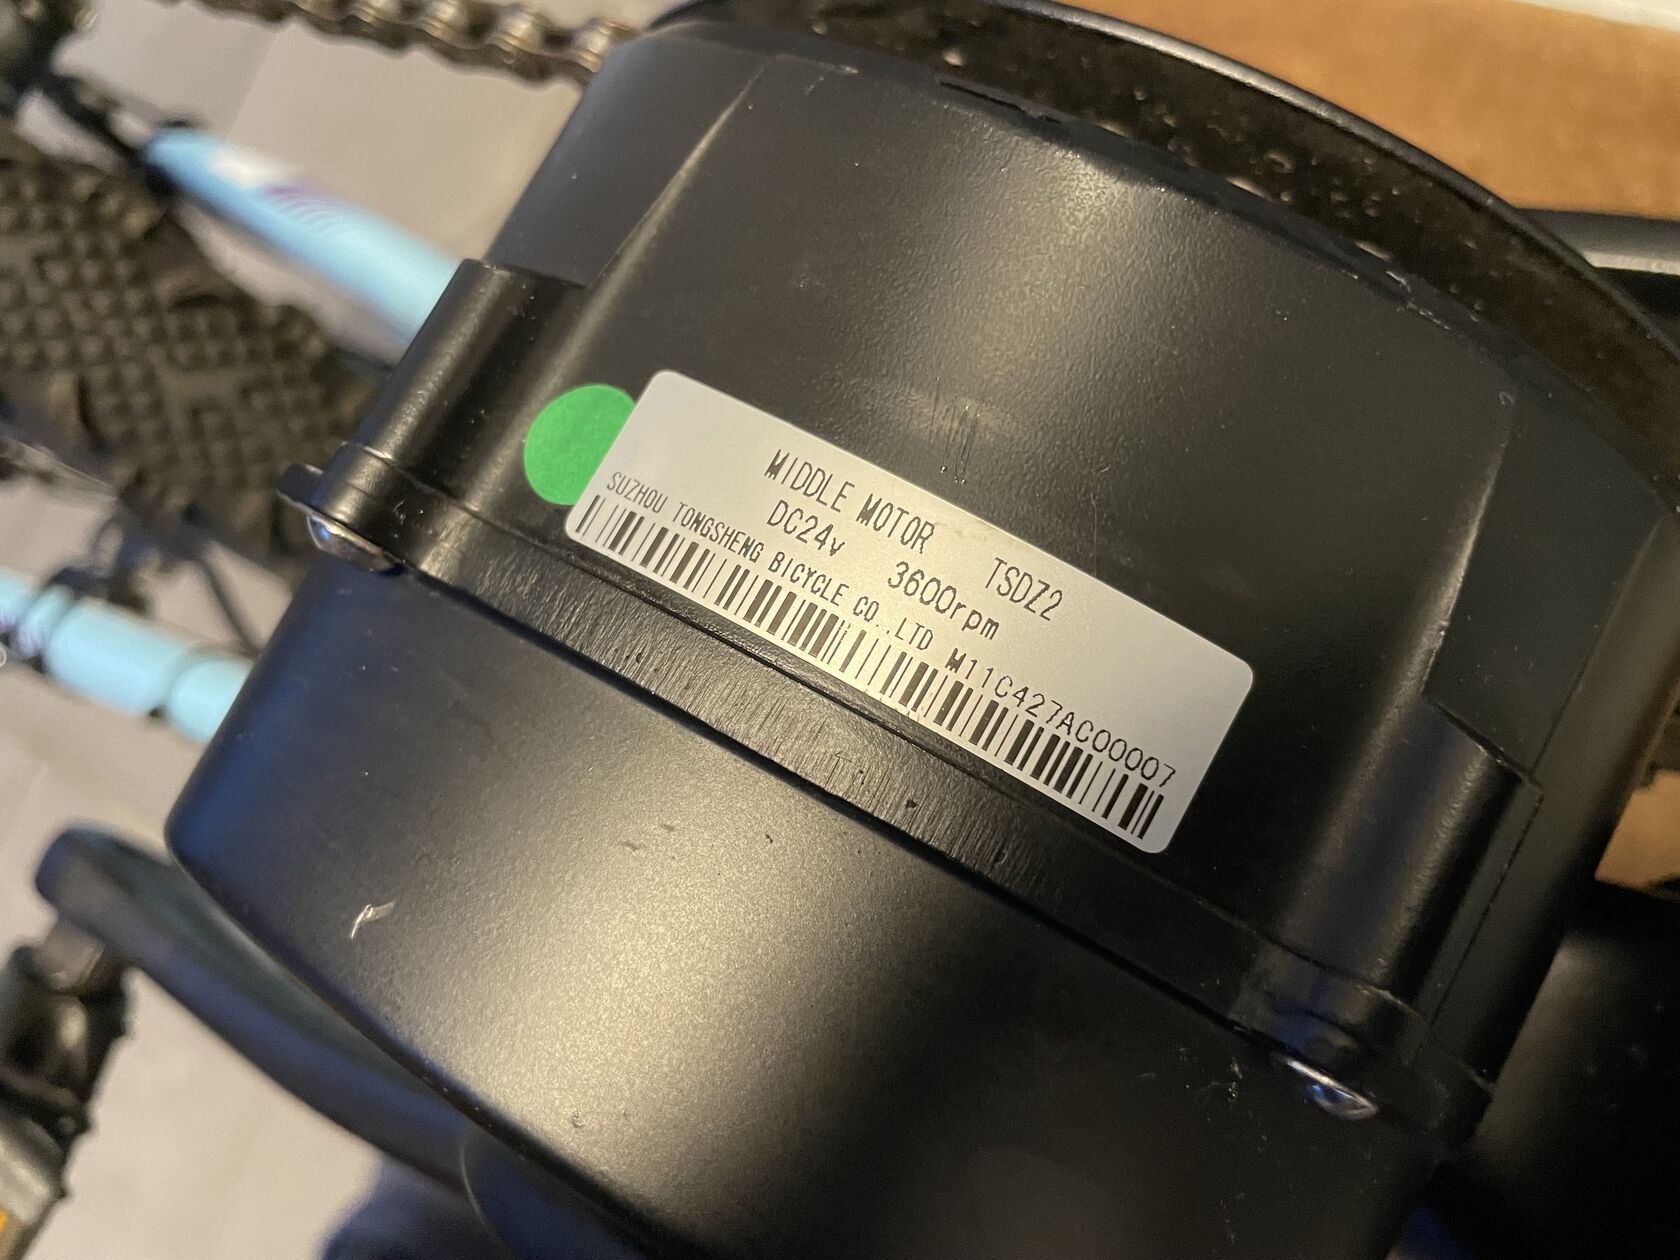 MIDDLE MOTOR TSDZ2
DC24v 3600rpm
SUZHOU TONGSHENG BICYCLE CO.,LTD M11C427AC00007